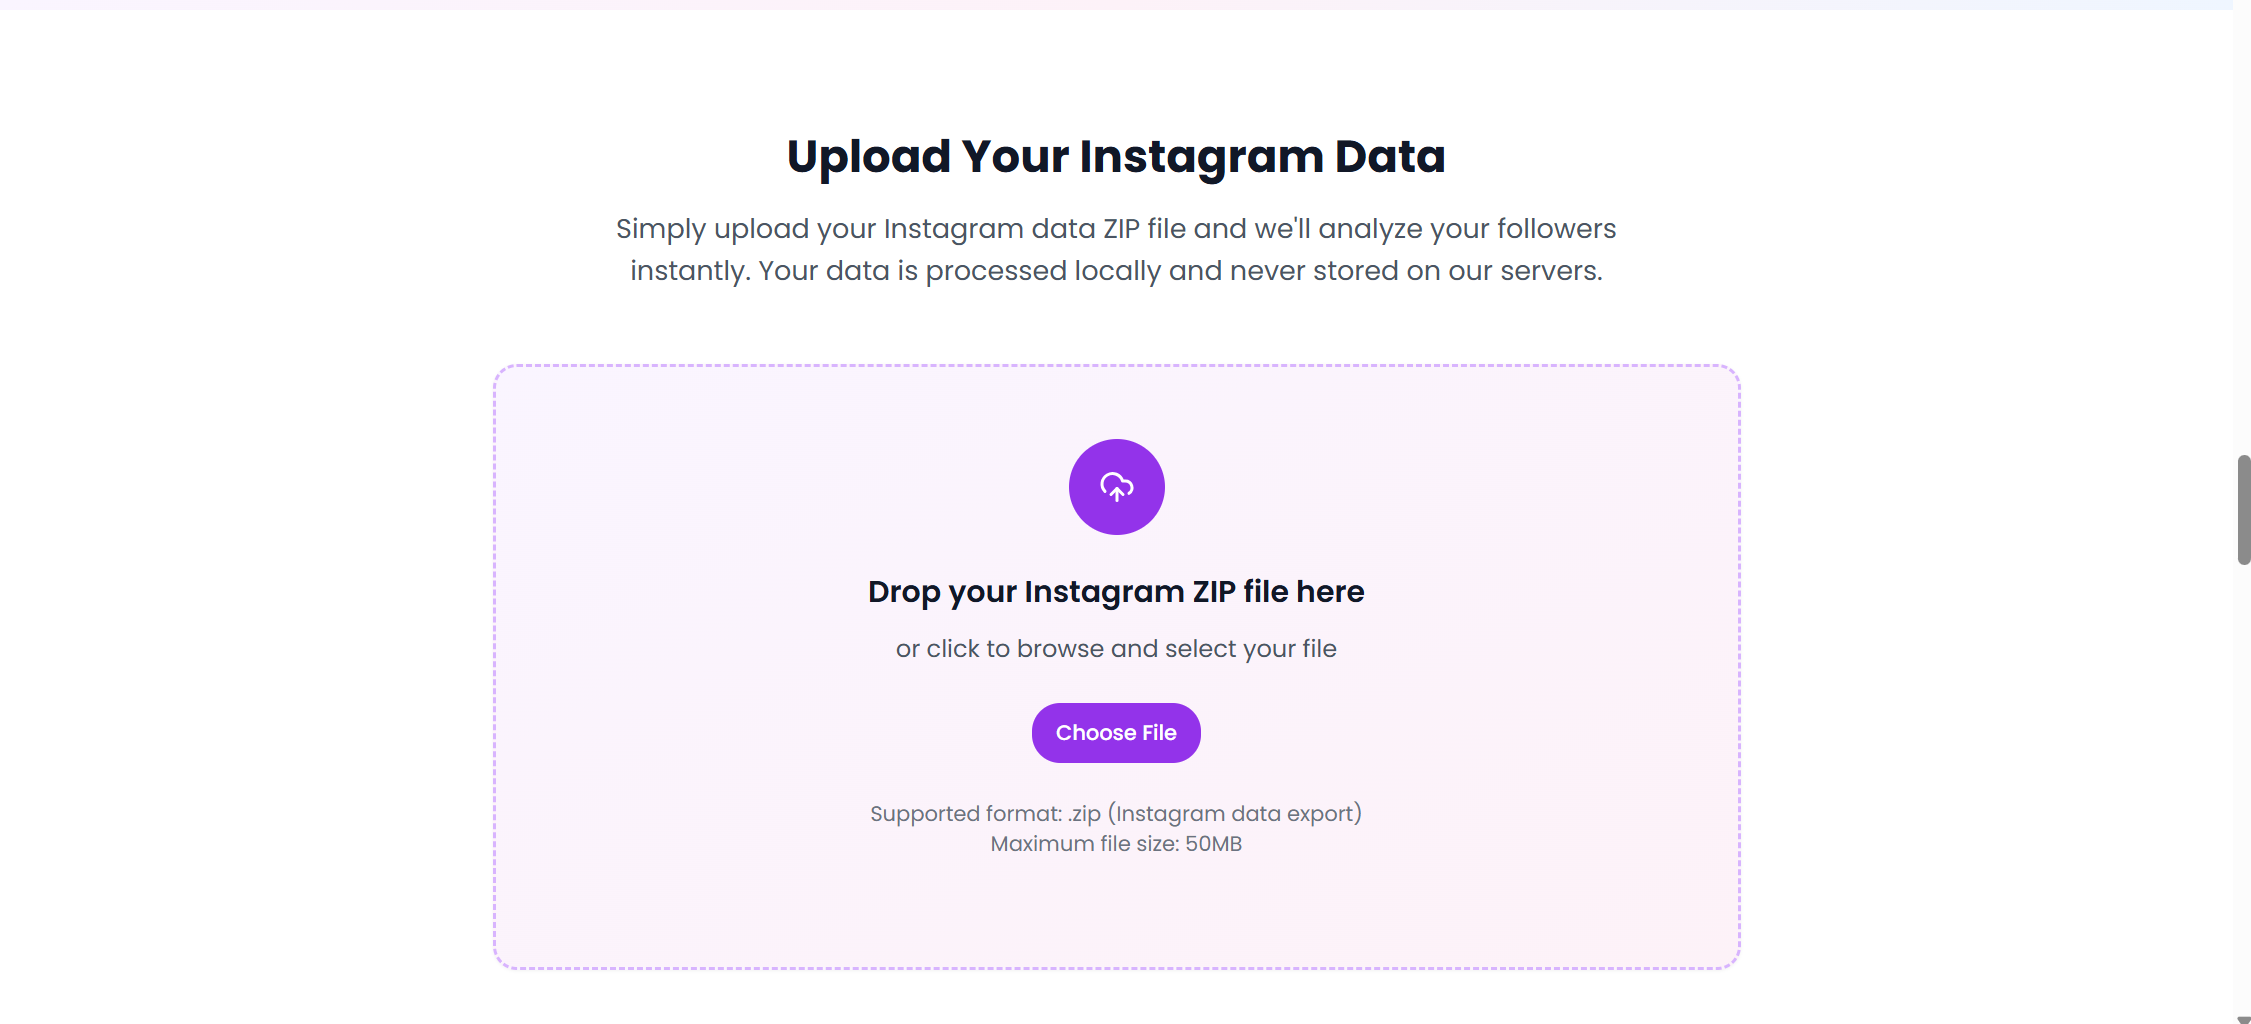 Upload Your Instagram Data
Simply upload your Instagram data ZIP file and we'll analyze your followers
instantly. Your data is processed locally and never stored on our servers.
Drop your Instagram ZIP file here
or click to browse and select your file
Choose File
Supported format: .zip (Instagram data export)
Maximum file size: 50MB